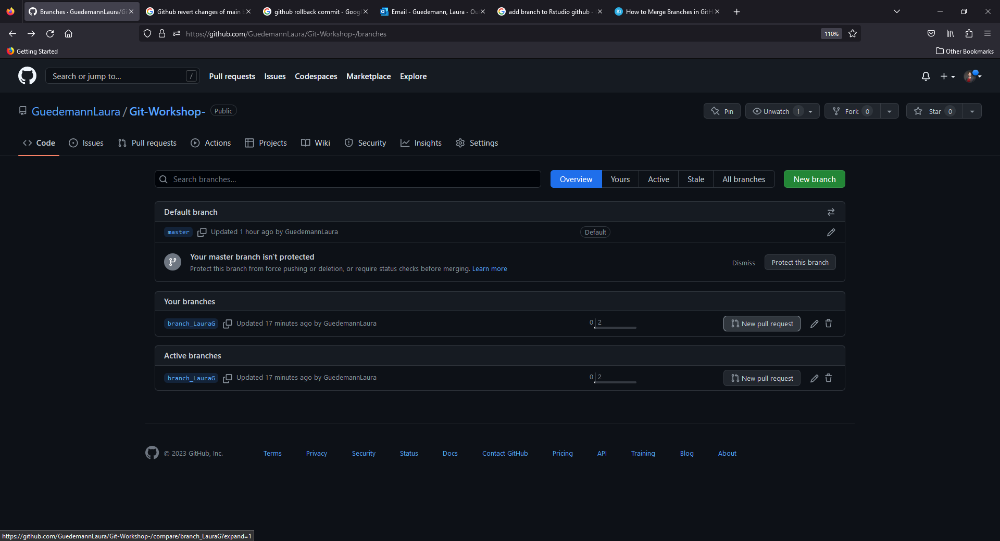 Branches · GuedemannLaura/Gi
Github revert changes of main b
github rollback commit - Goog
Email - Guedemann, Laura - Ou
add branch to Rstudio github -
How to Merge Branches in GitH
https://github.com/GuedemannLaura/Git-Workshop-/branches
110%
Getting Started
Other Bookmarks
Search or jump to...
/
Pull requests
Issues
Codespaces
Marketplace
Explore
GuedemannLaura / Git-Workshop-
Public
Pin
Unwatch 1
Fork 0
Star 0
Code
Issues
Pull requests
Actions
Projects
Wiki
Security
Insights
Settings
Search branches...
Overview
Yours
Active
Stale
All branches
New branch
Default branch
master Updated 1 hour ago by GuedemannLaura
Default
Your master branch isn't protected
Protect this branch from force pushing or deletion, or require status checks before merging. Learn more
Dismiss
Protect this branch
Your branches
branch_LauraG Updated 17 minutes ago by GuedemannLaura
0 2
New pull request
Active branches
branch_LauraG Updated 17 minutes ago by GuedemannLaura
0 2
New pull request
© 2023 GitHub, Inc.
Terms
Privacy
Security
Status
Docs
Contact GitHub
Pricing
API
Training
Blog
About
https://github.com/GuedemannLaura/Git-Workshop-/compare/branch_LauraG?expand=1